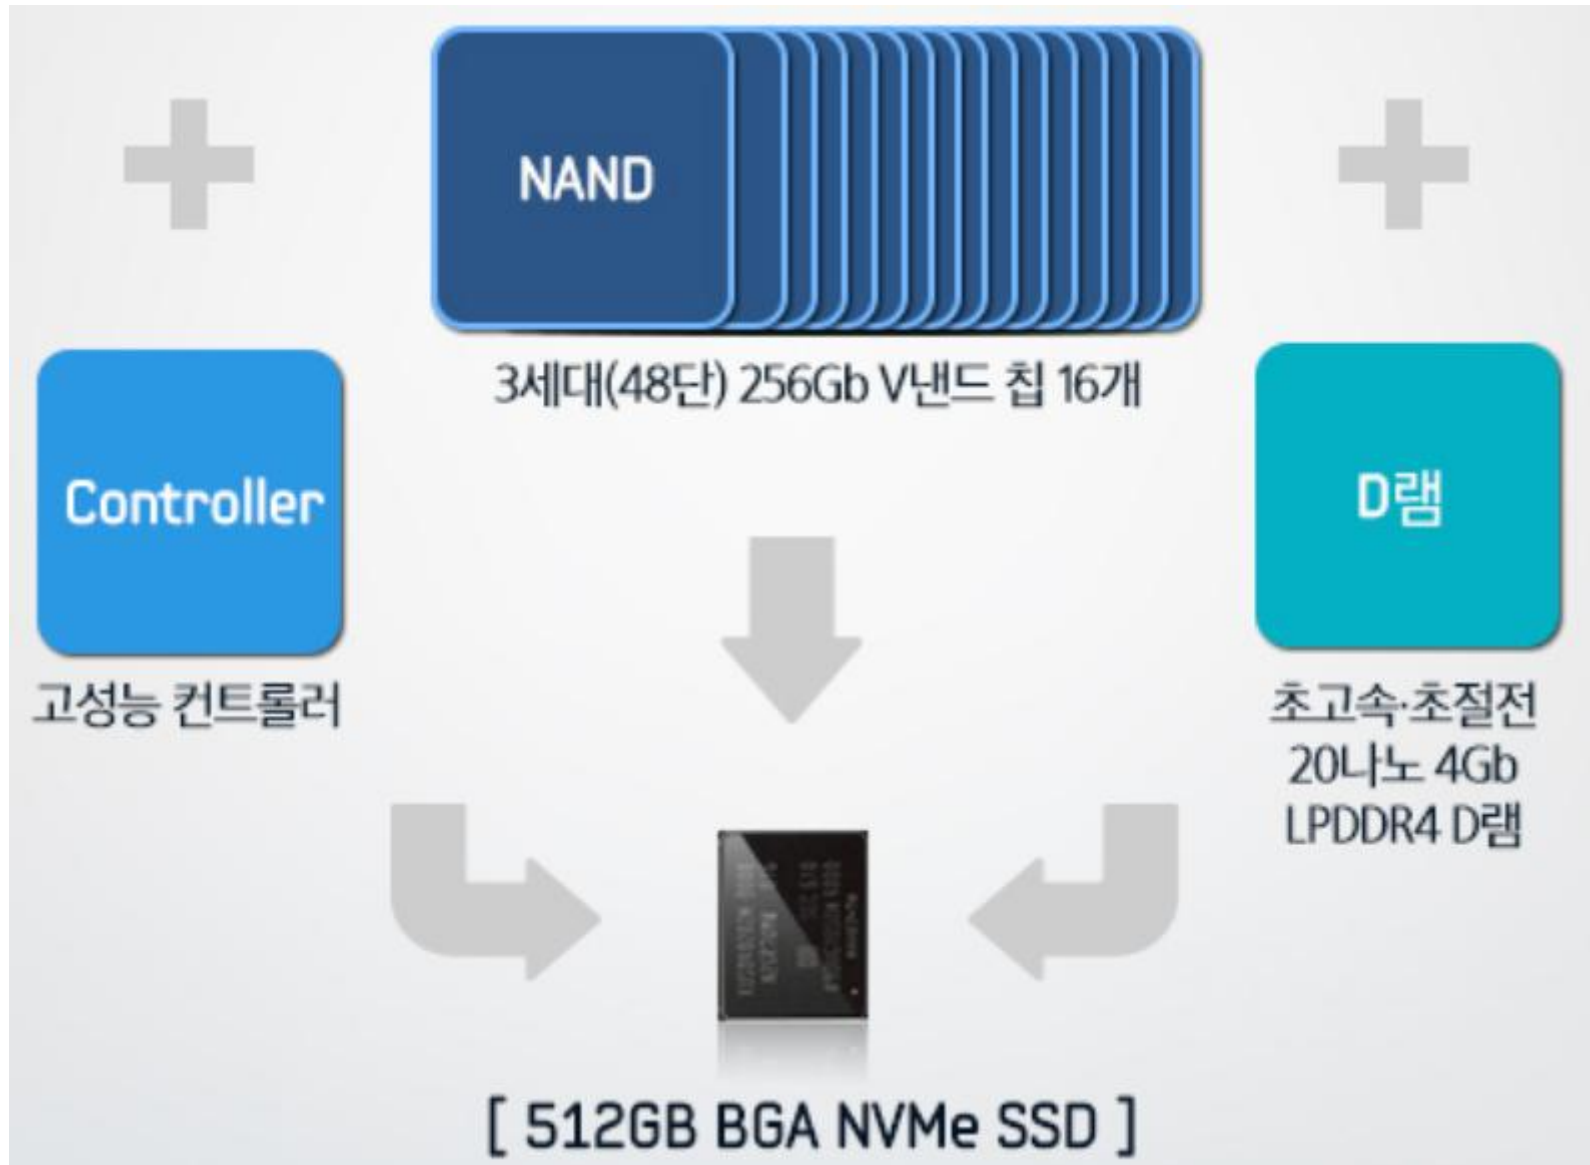 NAND
3세대(48단) 256Gb V낸드 칩 16개
Controller
고성능 컨트롤러
D램
초고속·초절전
20나노 4Gb
LPDDR4 D램
[ 512GB BGA NVMe SSD ]